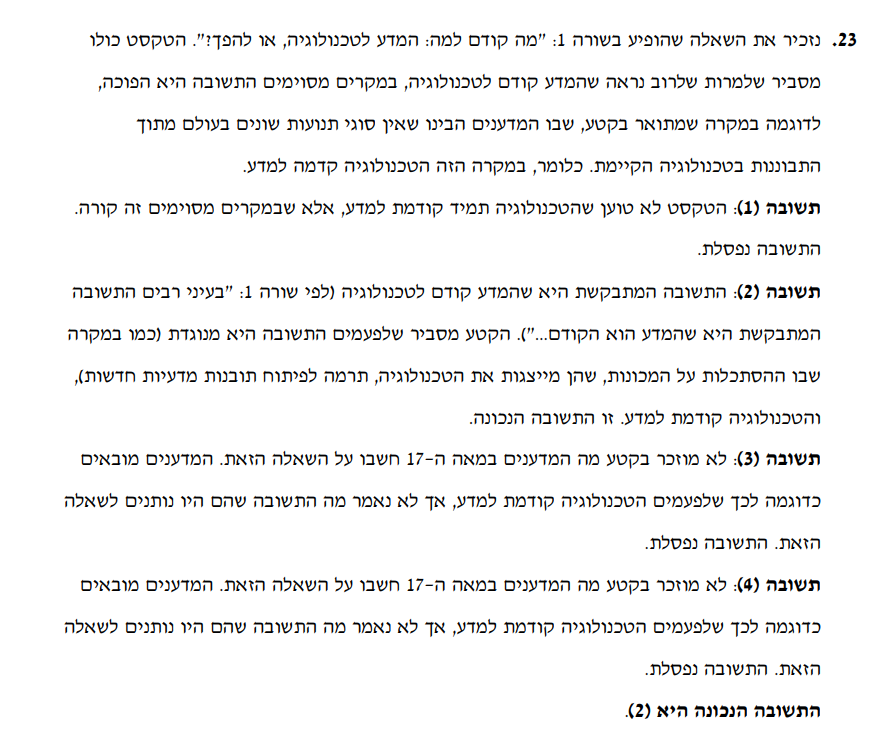 23. נזכיר את השאלה שהופיע בשורה 1: "מה קודם למה: המדע לטכנולוגיה, או להפך?". הטקסט כולו
מסביר שלמרות שלרוב נראה שהמדע קודם לטכנולוגיה, במקרים מסוימים התשובה היא הפוכה,
לדוגמה במקרה שמתואר בקטע, שבו המדענים הבינו שאין סוגי תנועות שונים בעולם מתוך
התבוננות בטכנולוגיה הקיימת. כלומר, במקרה הזה הטכנולוגיה קדמה למדע.
תשובה (1): הטקסט לא טוען שהטכנולוגיה תמיד קודמת למדע, אלא שבמקרים מסוימים זה קורה.
התשובה נפסלת.
תשובה (2): התשובה המתבקשת היא שהמדע קודם לטכנולוגיה (לפי שורה 1: "בעיני רבים התשובה
המתבקשת היא שהמדע הוא הקודם..."). הקטע מסביר שלפעמים התשובה היא מנוגדת (כמו במקרה
שבו ההסתכלות על המכונות, שהן מייצגות את הטכנולוגיה, תרמה לפיתוח תובנות מדעיות חדשות),
והטכנולוגיה קודמת למדע. זו התשובה הנכונה.
תשובה (3): לא מוזכר בקטע מה המדענים במאה ה-17 חשבו על השאלה הזאת. המדענים מובאים
כדוגמה לכך שלפעמים הטכנולוגיה קודמת למדע, אך לא נאמר מה התשובה שהם היו נותנים לשאלה
הזאת. התשובה נפסלת.
תשובה (4): לא מוזכר בקטע מה המדענים במאה ה-17 חשבו על השאלה הזאת. המדענים מובאים
כדוגמה לכך שלפעמים הטכנולוגיה קודמת למדע, אך לא נאמר מה התשובה שהם היו נותנים לשאלה
הזאת. התשובה נפסלת.
התשובה הנכונה היא (2).